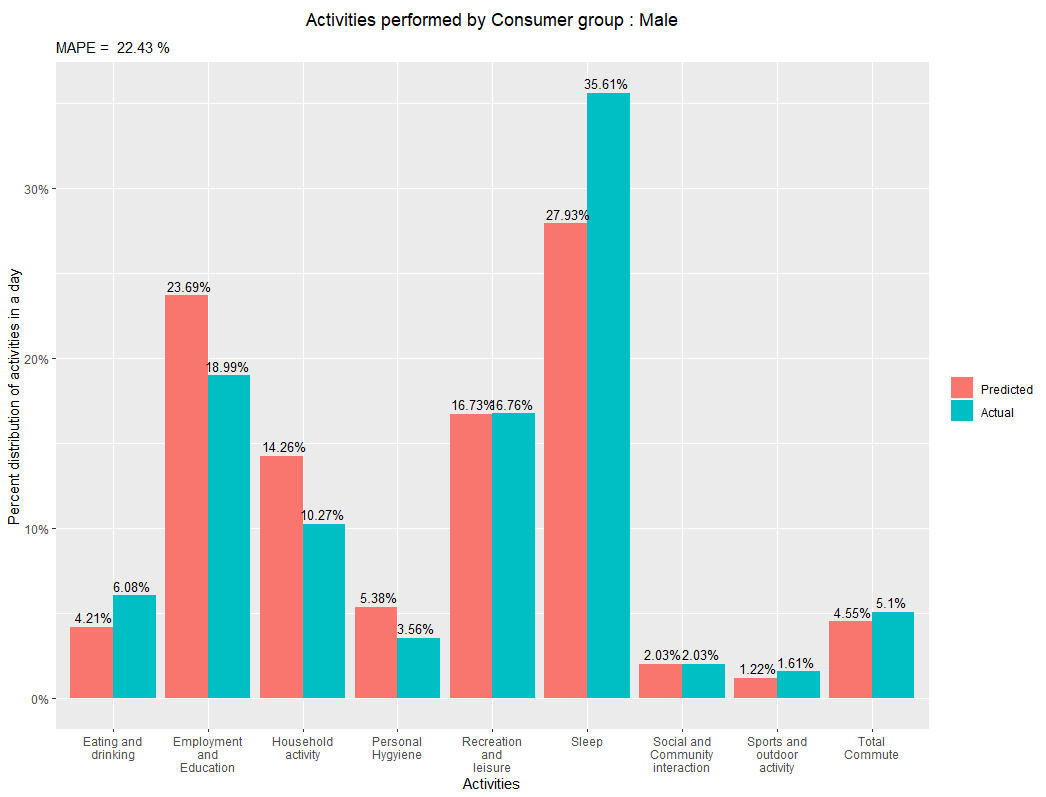 Activities performed by Consumer group : Male
MAPE =  22.43 %
Percent distribution of activities in a day
30%
20%
10%
0%
4.21%
6.08%
23.69%
18.99%
14.26%
10.27%
5.38%
3.56%
16.73%
16.76%
27.93%
35.61%
2.03%
2.03%
1.22%
1.61%
4.55%
5.1%
Eating and
drinking
Employment
and
Education
Household
activity
Personal
Hygyiene
Recreation
and
leisure
Sleep
Social and
Community
interaction
Sports and
outdoor
activity
Total
Commute
Activities
Predicted
Actual